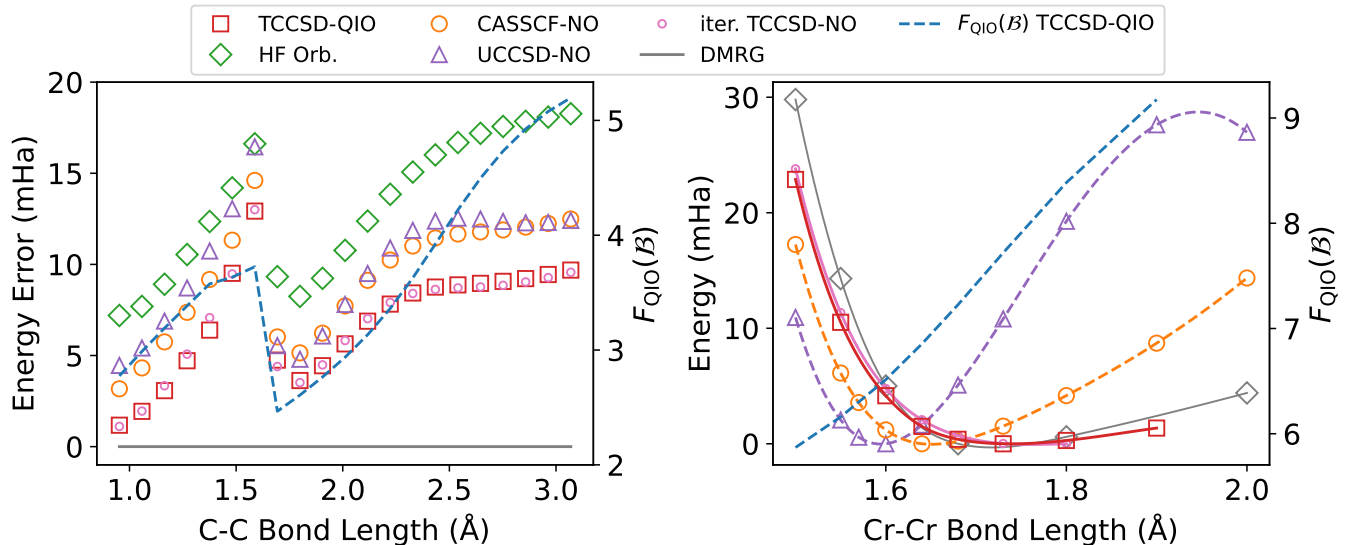 TCCSD-QIO CASSCF-NO iter. TCCSD-NO F_QIO(ℬ) TCCSD-QIO
HF Orb. UCCSD-NO DMRG
Energy Error (mHa)
20
15
10
5
0
1.0 1.5 2.0 2.5 3.0
C-C Bond Length (Å)
5
4
3
2
F_QIO(ℬ)
Energy (mHa)
30
20
10
0
1.6 1.8 2.0
Cr-Cr Bond Length (Å)
9
8
7
6
F_QIO(ℬ)